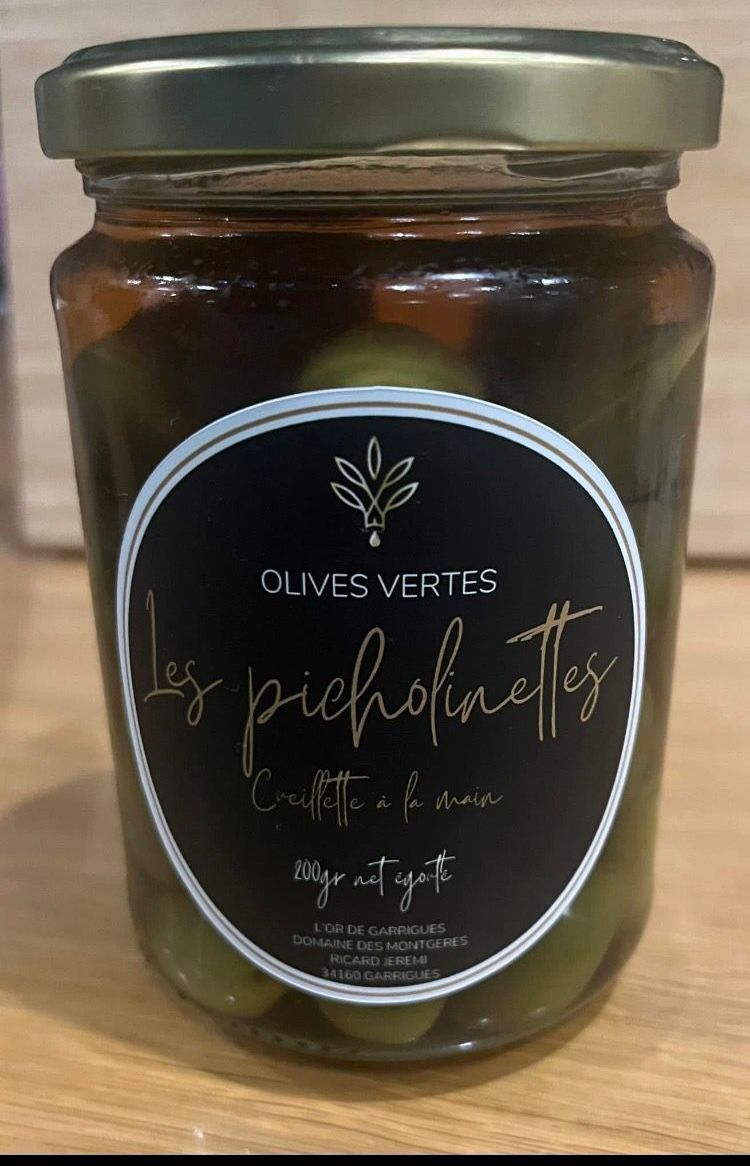 OLIVES VERTES
Les picholinettes
Cueillette à la main
200gr net égoutté
L'OR DE GARRIGUES
DOMAINE DES MONTGERES
RICARD JEREMI
34160 GARRIGUES